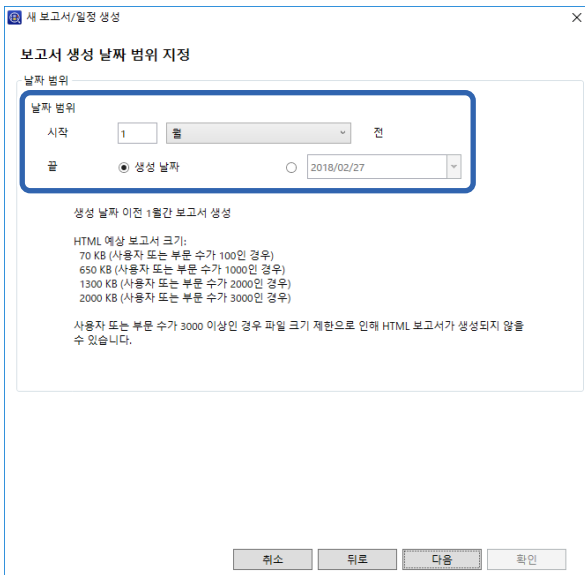 새 보고서/일정 생성
보고서 생성 날짜 범위 지정
날짜 범위
날짜 범위
시작 1 월 전
끝 생성 날짜 2018/02/27
생성 날짜 이전 1월간 보고서 생성
HTML 예상 보고서 크기:
70 KB (사용자 또는 부문 수가 100인 경우)
650 KB (사용자 또는 부문 수가 1000인 경우)
1300 KB (사용자 또는 부문 수가 2000인 경우)
2000 KB (사용자 또는 부문 수가 3000인 경우)
사용자 또는 부문 수가 3000 이상인 경우 파일 크기 제한으로 인해 HTML 보고서가 생성되지 않을
수 있습니다.
취소 뒤로 다음 확인